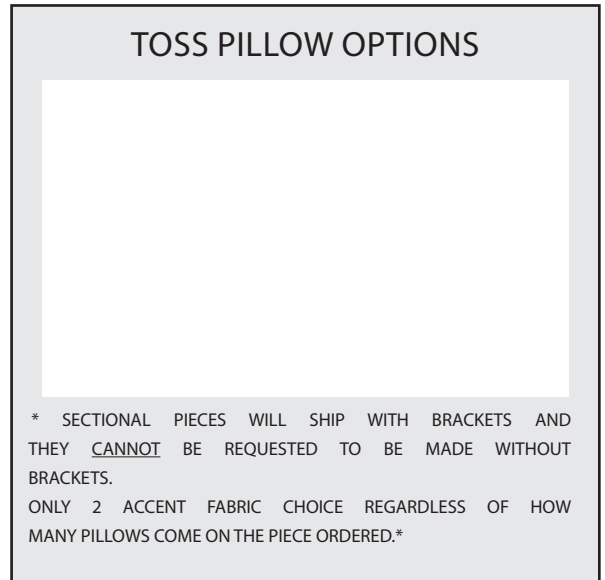 TOSS PILLOW OPTIONS
* SECTIONAL PIECES WILL SHIP WITH BRACKETS AND
THEY CANNOT BE REQUESTED TO BE MADE WITHOUT
BRACKETS.
ONLY 2 ACCENT FABRIC CHOICE REGARDLESS OF HOW
MANY PILLOWS COME ON THE PIECE ORDERED.*